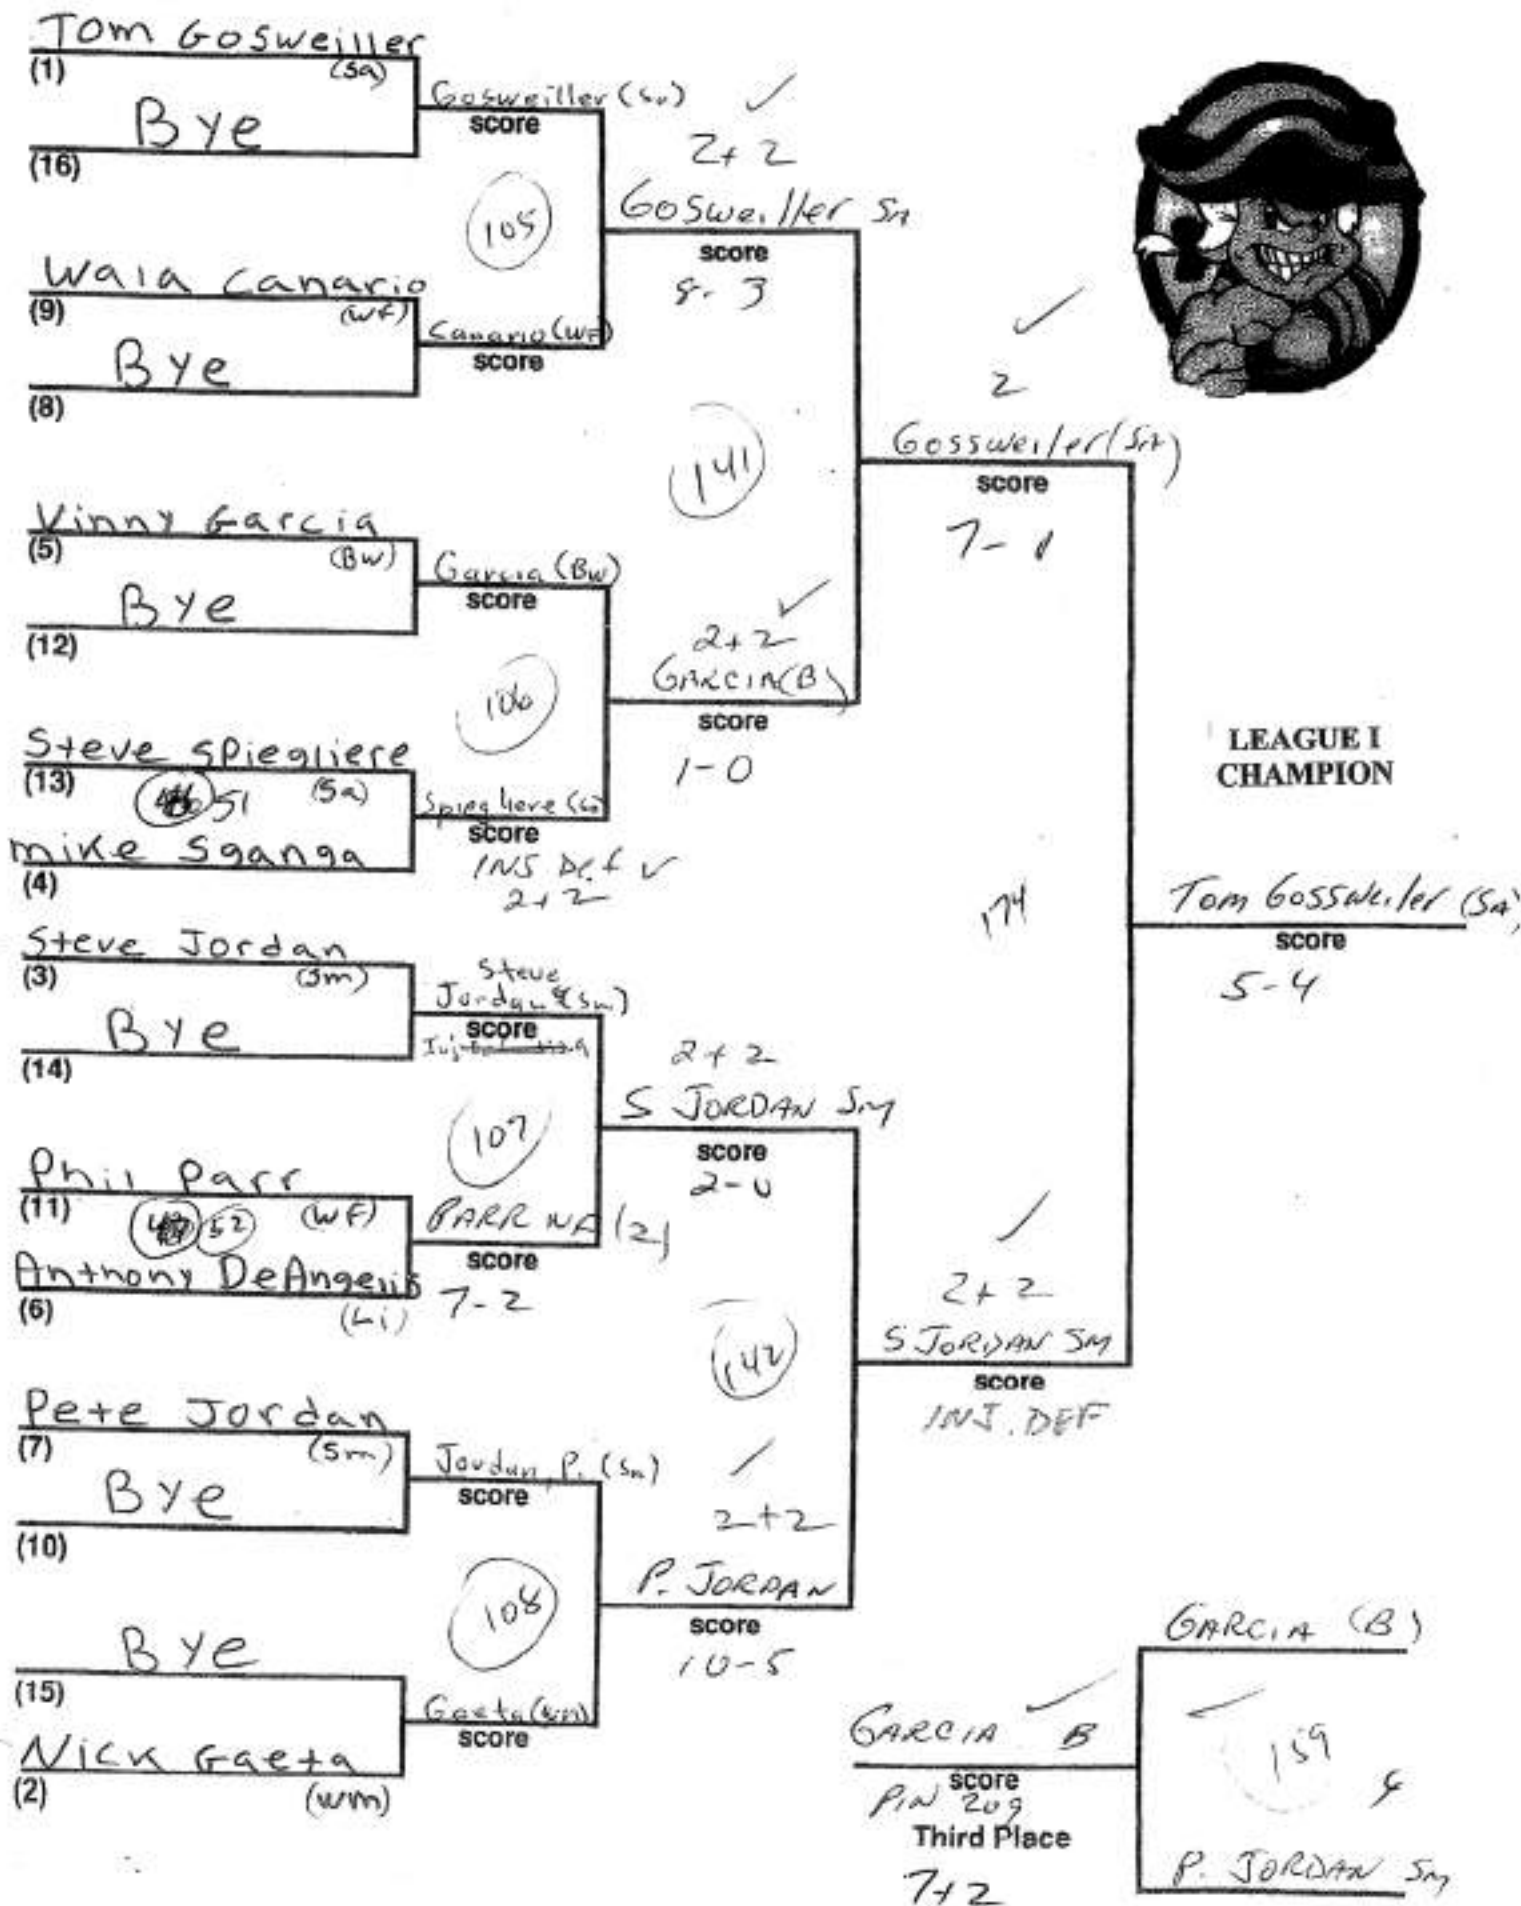 Tom Gosweiller
(1) (Sa)
Bye
(16)
Gosweiller (Sa)
score
105
Wala Canario
(9) (WF)
Bye
(8)
Canario (WF)
score
2+2
Gosweiller SA
score
8-3
141
Vinny Garcia
(5) (BW)
Bye
(12)
Garcia (BW)
score
106
Steve Spiegliere
(13) 51 (Sa)
Mike Sganga
(4)
Spiegliere (Sa)
score
INS Def
2+2
2+2
GARCIA (B)
score
1-0
2
Gossweiler (SA)
score
7-1
Steve Jordan
(3) (Sm)
Bye
(14)
Steve
Jordan (Sm)
score
107
Phil Parr
(11) 52 (WF)
Anthony DeAngelis
(6) (Li)
PARR WF (2)
score
7-2
2+2
S JORDAN SM
score
2-0
142
Pete Jordan
(7) (Sm)
Bye
(10)
Jordan, P. (Sm)
score
108
Bye
(15)
Nick Gaeta
(2) (WM)
Gaeta (WM)
score
2+2
P. JORDAN
score
10-5
2+2
S JORDAN SM
score
INJ. DEF
174
LEAGUE I
CHAMPION
Tom Gossweiler (SA)
score
5-4
GARCIA (B)
159
P. JORDAN SM
GARCIA B
score
PIN 209
Third Place
7+2